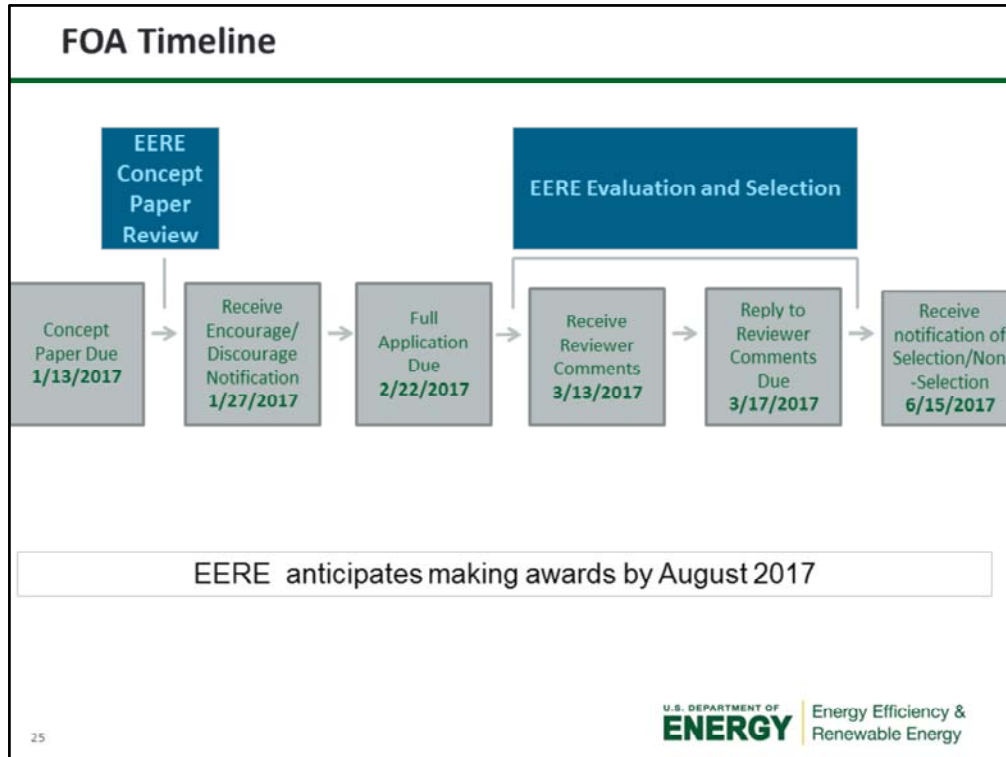 FOA Timeline
EERE
Concept
Paper
Review
EERE Evaluation and Selection
Concept
Paper Due
1/13/2017
Receive
Encourage/
Discourage
Notification
1/27/2017
Full
Application
Due
2/22/2017
Receive
Reviewer
Comments
3/13/2017
Reply to
Reviewer
Comments
Due
3/17/2017
Receive
notification of
Selection/Non
-Selection
6/15/2017
EERE anticipates making awards by August 2017
25
U.S. DEPARTMENT OF
ENERGY
Energy Efficiency &
Renewable Energy